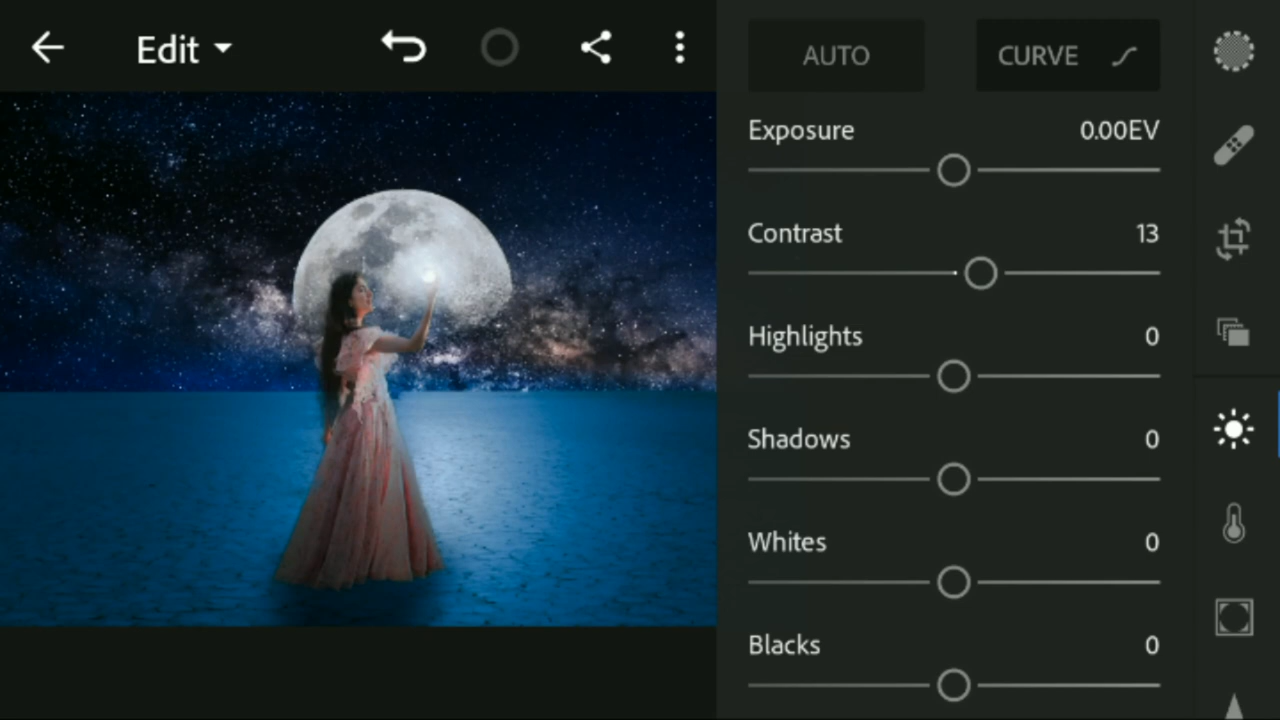 Edit
AUTO
CURVE
Exposure 0.00EV
Contrast 13
Highlights 0
Shadows 0
Whites 0
Blacks 0